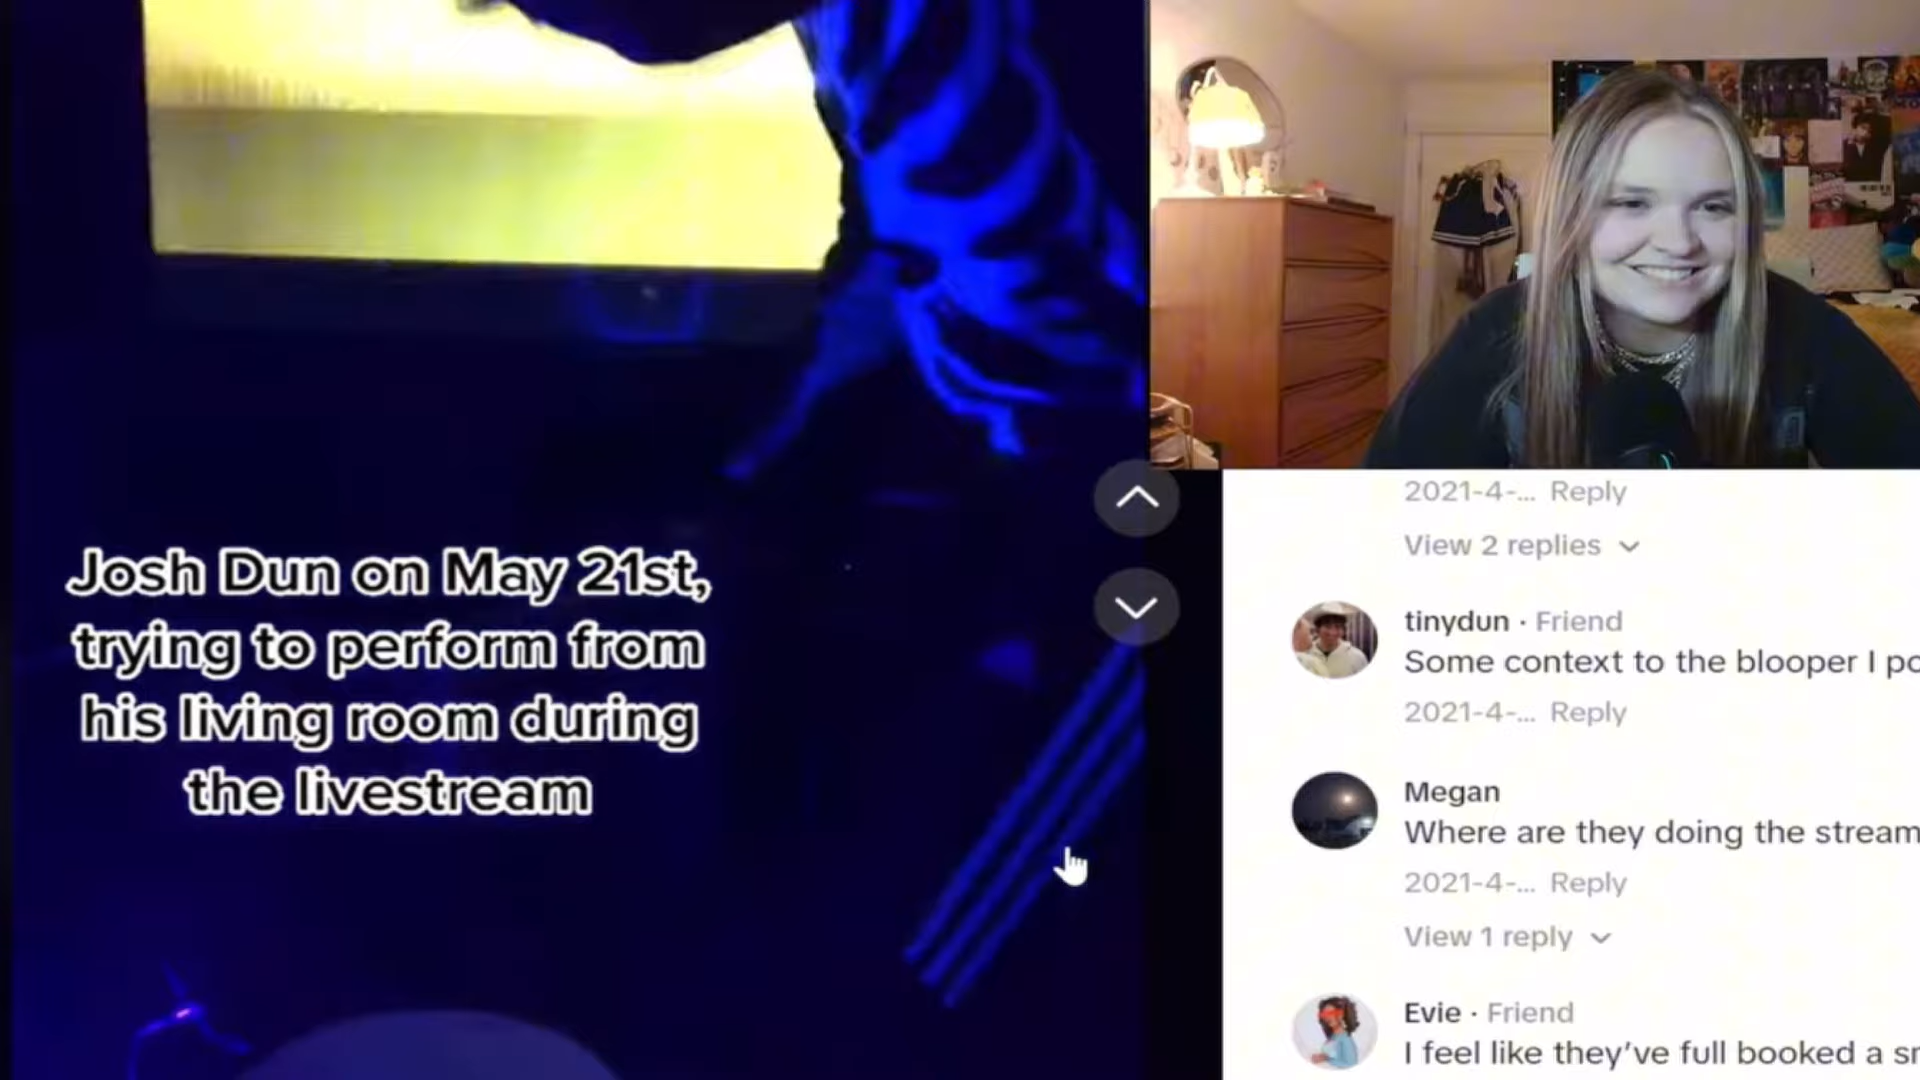 Josh Dun on May 21st,
trying to perform from
his living room during
the livestream
2021-4-... Reply
View 2 replies
tinydun · Friend
Some context to the blooper I po
2021-4-... Reply
Megan
Where are they doing the stream
2021-4-... Reply
View 1 reply
Evie · Friend
I feel like they've full booked a sr